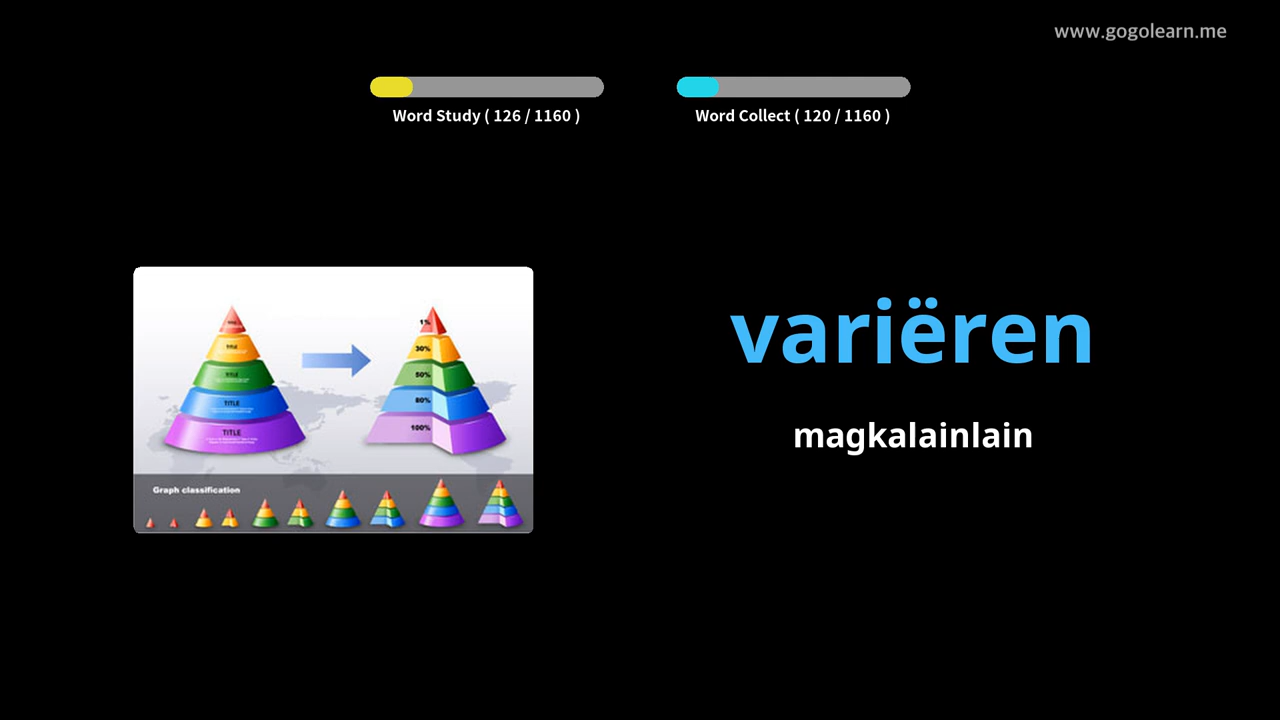 www.gogolearn.me
Word Study ( 126 / 1160 )
Word Collect ( 120 / 1160 )
variëren
magkalainlain
TITLE
TITLE
TITLE
TITLE
1%
30%
50%
80%
100%
Graph classification